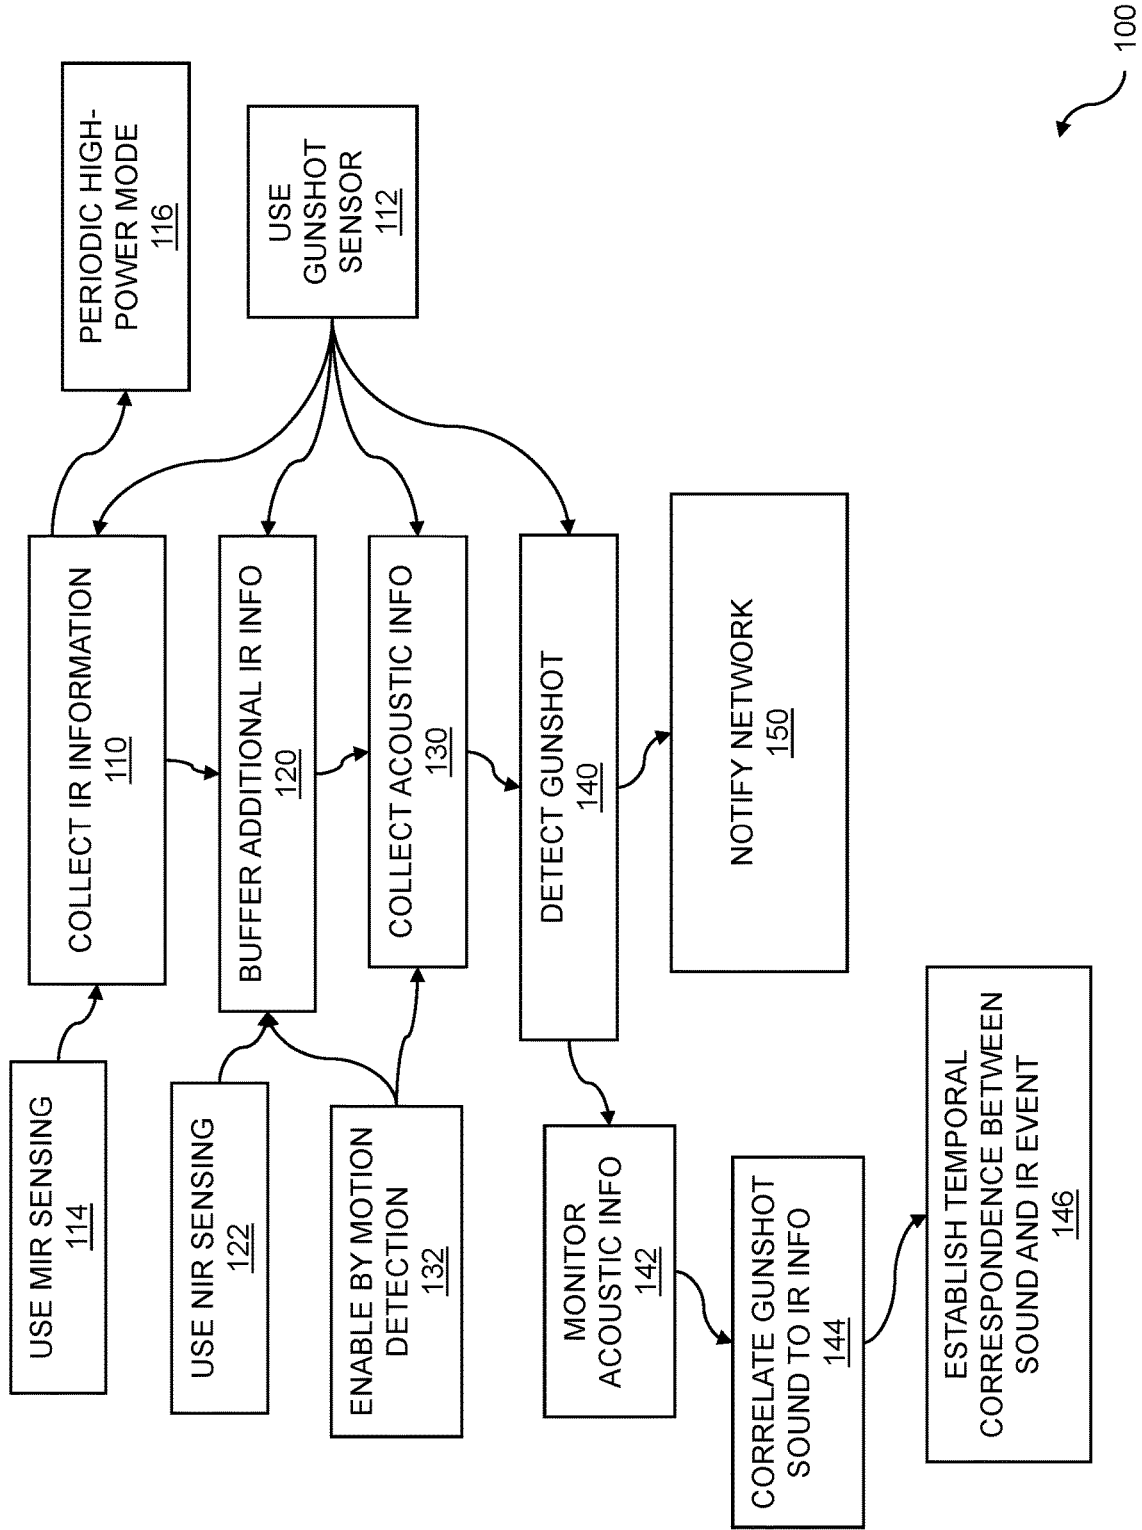 100
USE MIR SENSING
114
COLLECT IR INFORMATION
110
PERIODIC HIGH-
POWER MODE
116
USE NIR SENSING
122
BUFFER ADDITIONAL IR INFO
120
USE
GUNSHOT
SENSOR
112
ENABLE BY MOTION
DETECTION
132
COLLECT ACOUSTIC INFO
130
DETECT GUNSHOT
140
MONITOR
ACOUSTIC INFO
142
NOTIFY NETWORK
150
CORRELATE GUNSHOT
SOUND TO IR INFO
144
ESTABLISH TEMPORAL
CORRESPONDENCE BETWEEN
SOUND AND IR EVENT
146